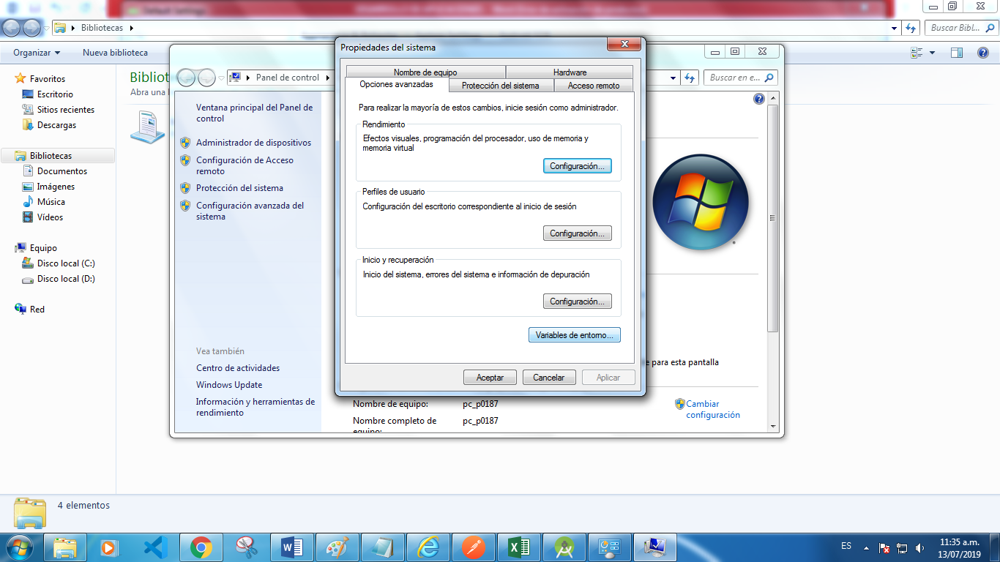 Bibliotecas
Buscar Bibl...
Organizar
Nueva biblioteca
Favoritos
Escritorio
Sitios recientes
Descargas
Bibliotecas
Documentos
Imágenes
Música
Vídeos
Equipo
Disco local (C:)
Disco local (D:)
Red
Bibliot
Abra una l
Panel de control
Buscar en e...
Ventana principal del Panel de
control
Administrador de dispositivos
Configuración de Acceso
remoto
Protección del sistema
Configuración avanzada del
sistema
Vea también
Centro de actividades
Windows Update
Información y herramientas de
rendimiento
Propiedades del sistema
Nombre de equipo
Hardware
Opciones avanzadas
Protección del sistema
Acceso remoto
Para realizar la mayoría de estos cambios, inicie sesión como administrador.
Rendimiento
Efectos visuales, programación del procesador, uso de memoria y
memoria virtual
Configuración...
Perfiles de usuario
Configuración del escritorio correspondiente al inicio de sesión
Configuración...
Inicio y recuperación
Inicio del sistema, errores del sistema e información de depuración
Configuración...
Variables de entorno...
Aceptar
Cancelar
Aplicar
e para esta pantalla
Nombre de equipo:
pc_p0187
Cambiar
configuración
Nombre completo de
equipo:
pc_p0187
4 elementos
ES
11:35 a.m.
13/07/2019